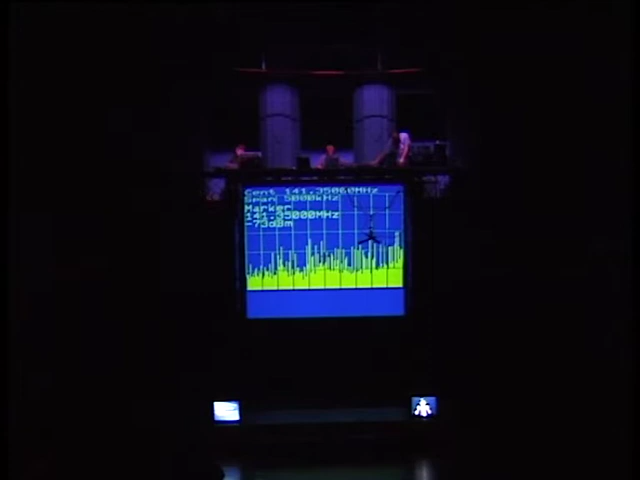 Cent 141.35060MHz
Span 5000kHz
Marker
141.35000MHz
-73dBm